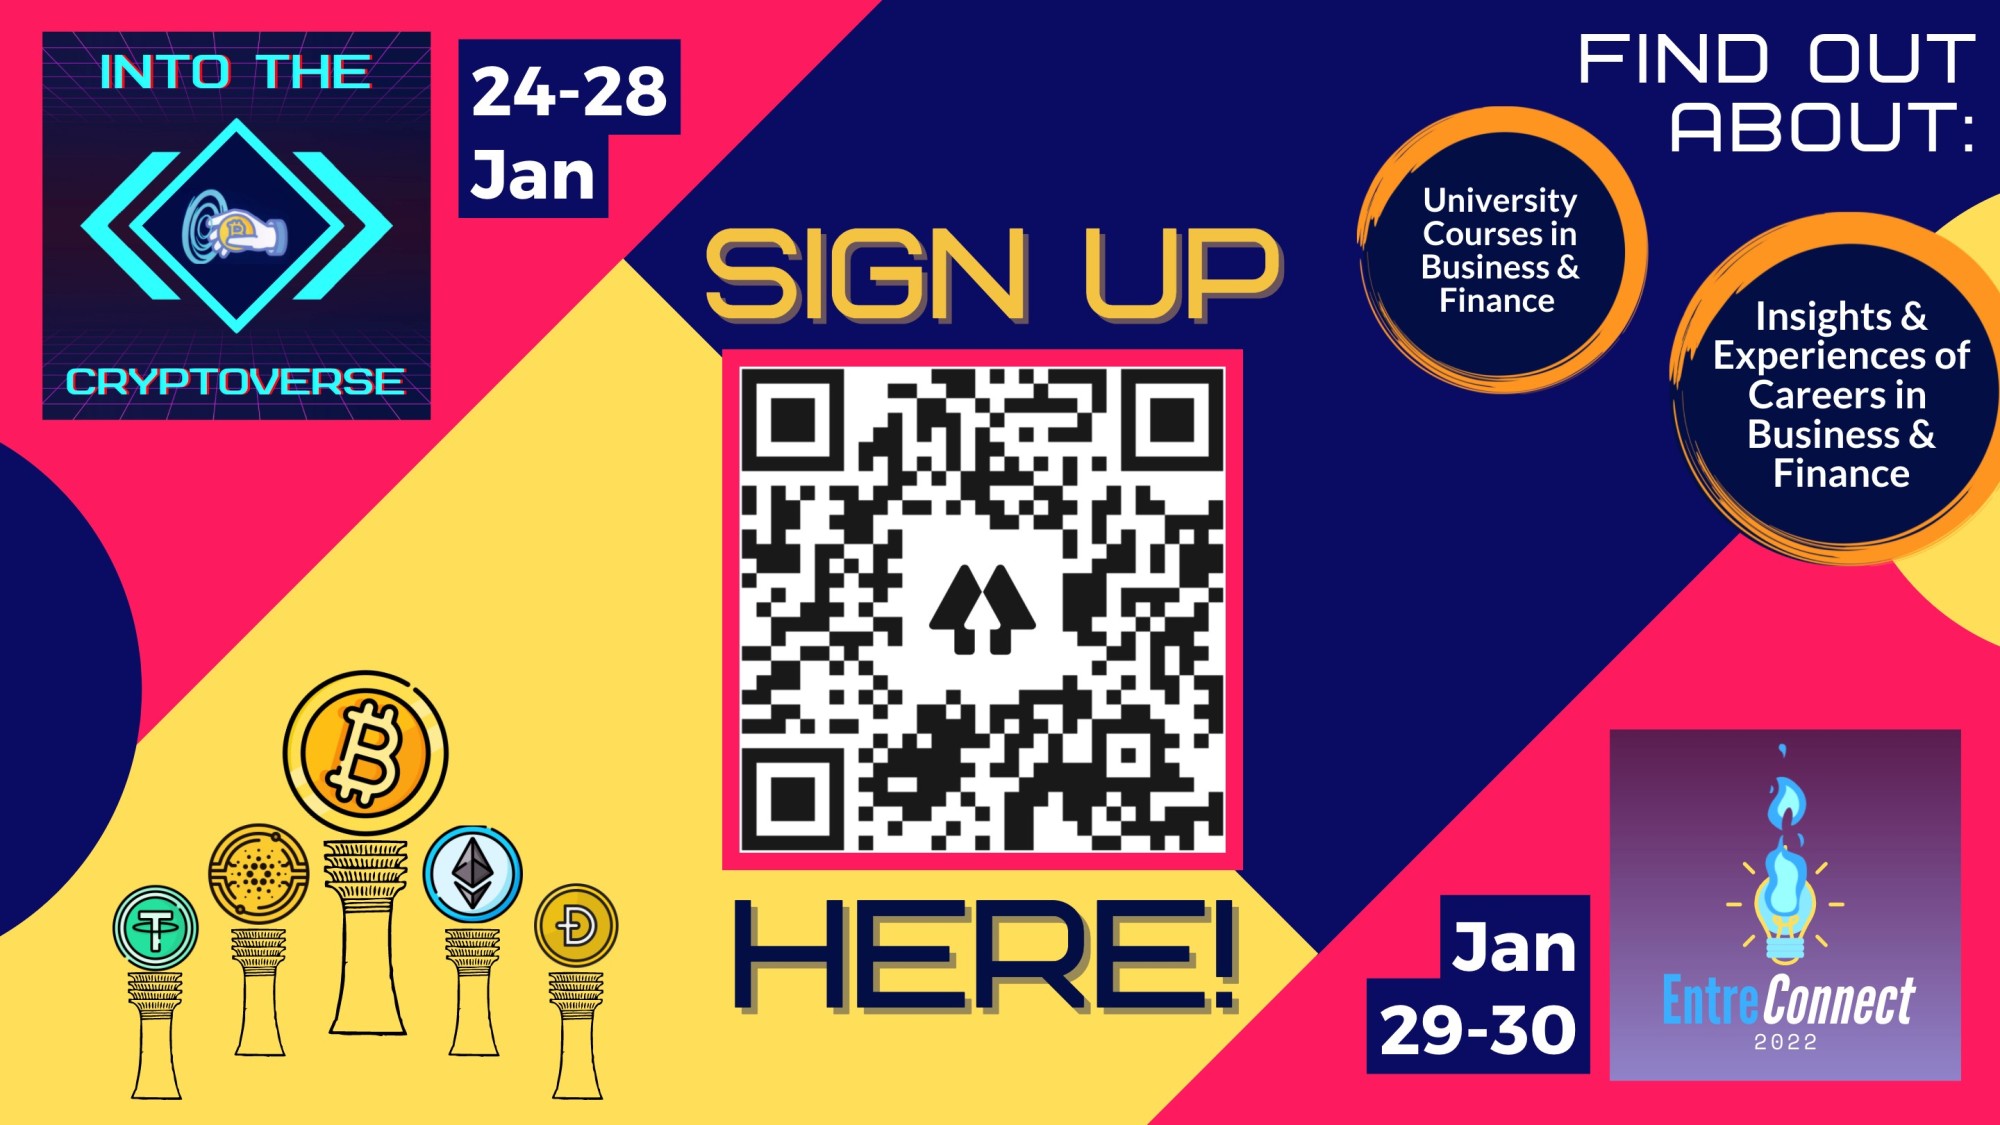 INTO THE
CRYPTOVERSE
24-28
Jan
SIGN UP
HERE!
FIND OUT
ABOUT:
University
Courses in
Business &
Finance
Insights &
Experiences of
Careers in
Business &
Finance
Jan
29-30
EntreConnect
2022